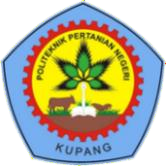 POLITEKNIK PERTANIAN NEGERI
KUPANG